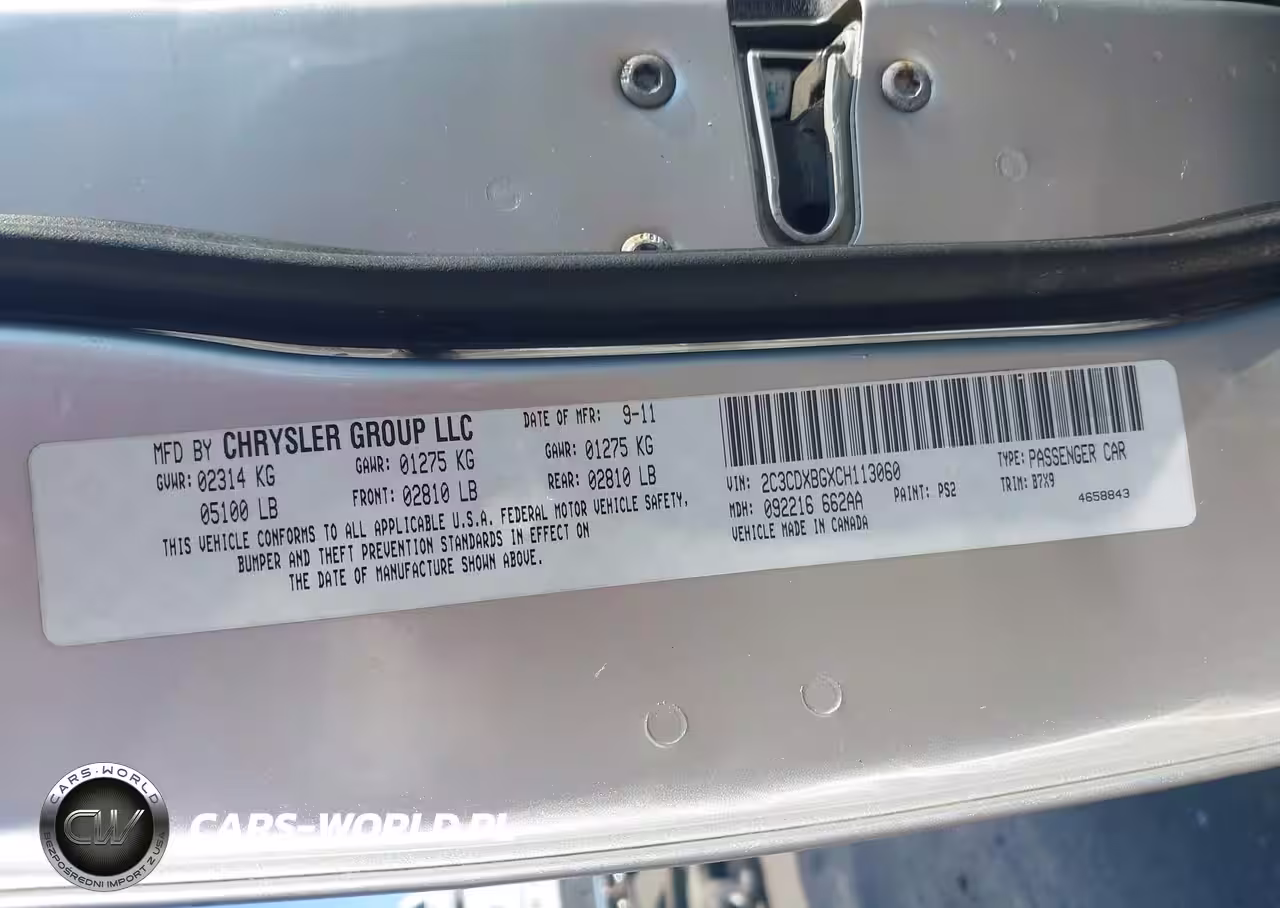 MFD BY CHRYSLER GROUP LLC
DATE OF MFR: 9-11
GVWR: 02314 KG
GAWR: 01275 KG
GAWR: 01275 KG
05100 LB
FRONT: 02810 LB
REAR: 02810 LB
THIS VEHICLE CONFORMS TO ALL APPLICABLE U.S.A. FEDERAL MOTOR VEHICLE SAFETY,
BUMPER AND THEFT PREVENTION STANDARDS IN EFFECT ON
THE DATE OF MANUFACTURE SHOWN ABOVE.
VIN: 2C3CDXBGXCH113060
TYPE: PASSENGER CAR
MDH: 092216 662AA
PAINT: PS2
TRIM: B7X9
VEHICLE MADE IN CANADA
4658843
CARS-WORLD
CW
BEZPOŚREDNI IMPORT Z USA
CARS-WORLD.PL